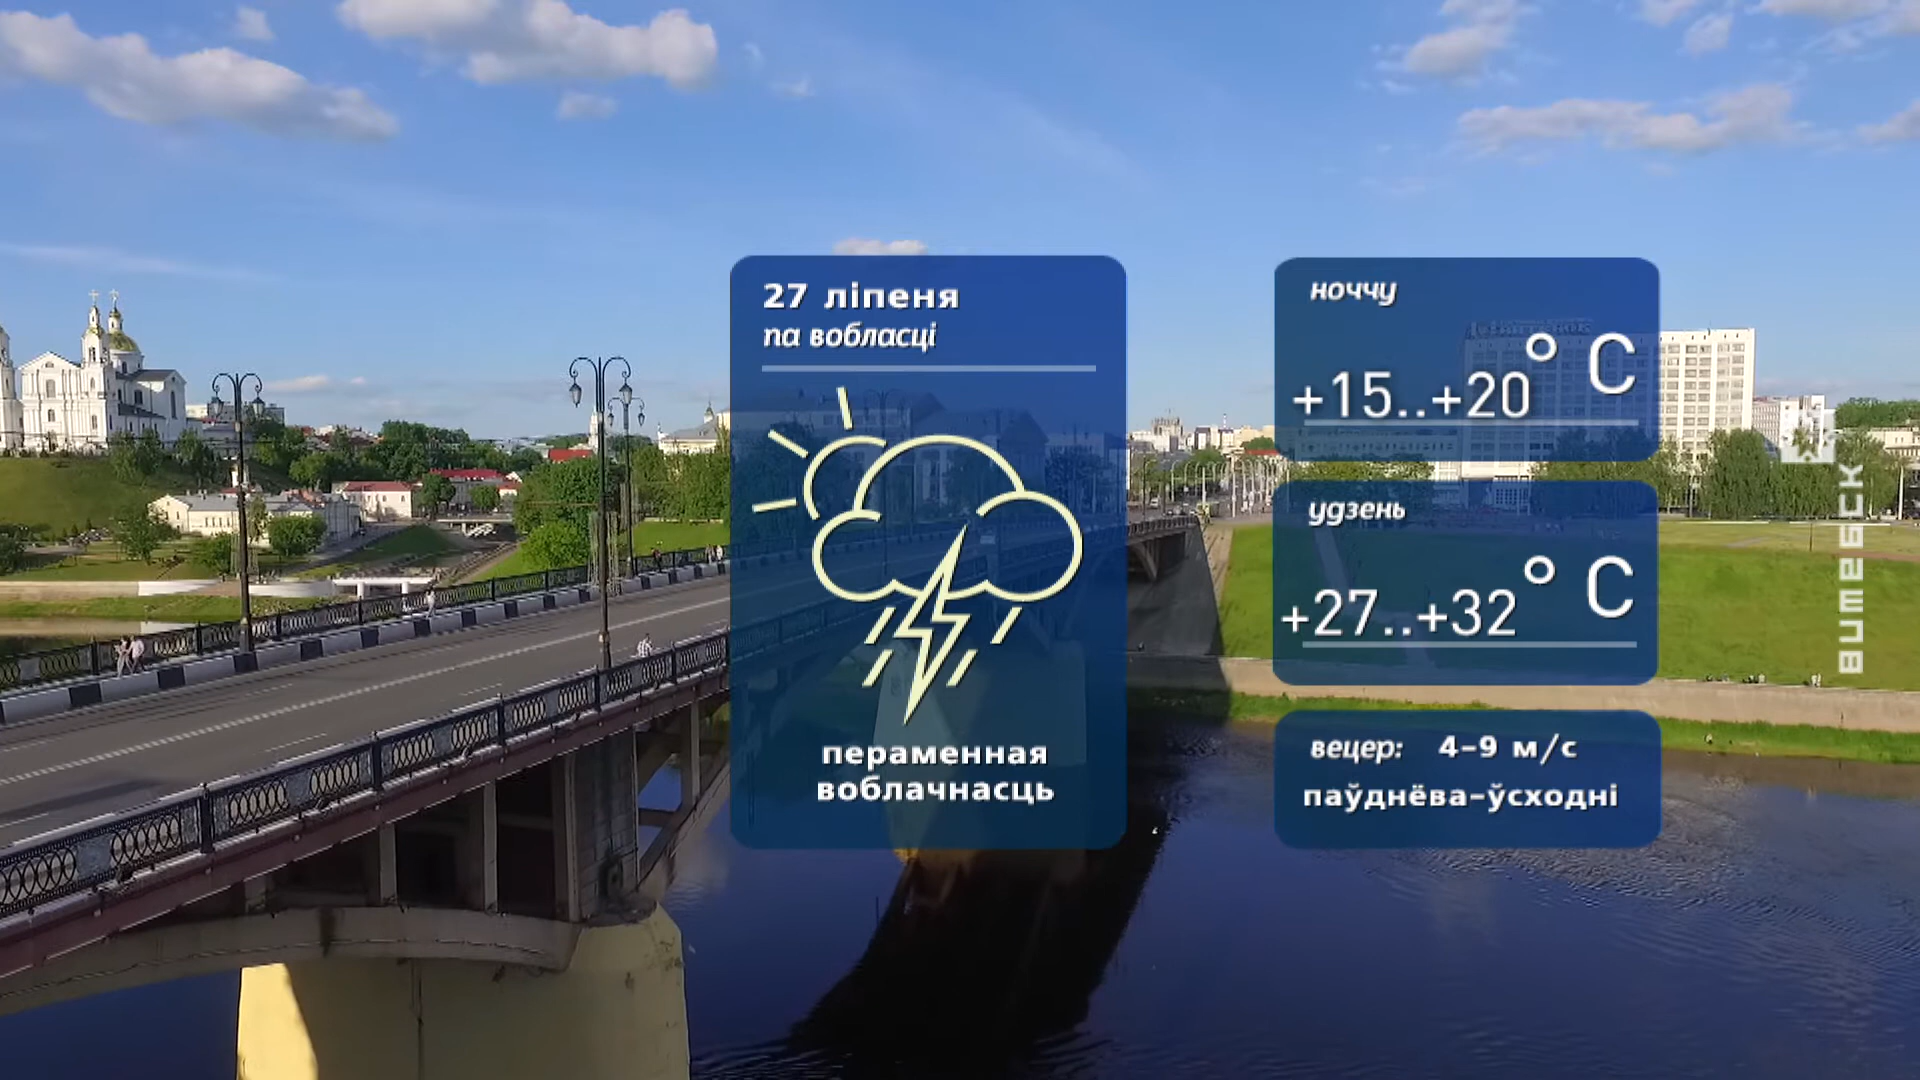 27 ліпеня
па вобласці
пераменная
воблачнасць
ноччу
+15..+20° C
удзень
+27..+32° C
вецер: 4-9 м/с
паўднёва-ўсходні
витебск